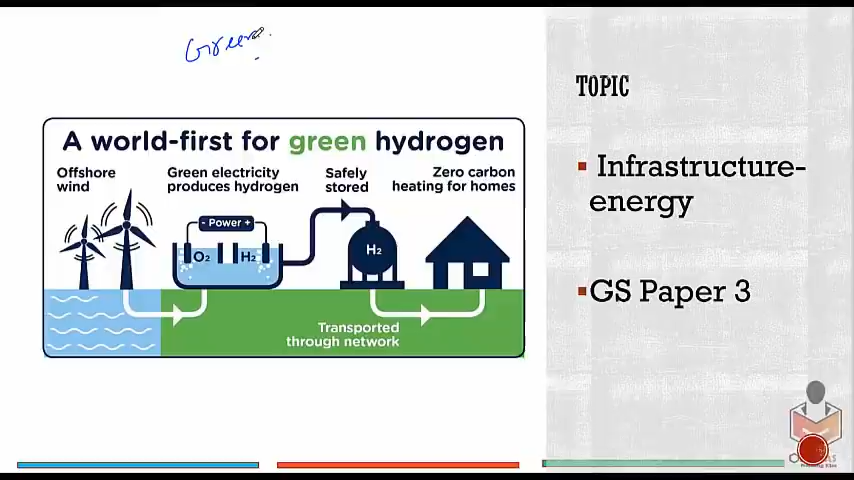 Green
A world-first for green hydrogen
Offshore
wind
Green electricity
produces hydrogen
Safely
stored
Zero carbon
heating for homes
- Power +
O₂
H₂
H₂
Transported
through network
TOPIC
Infrastructure-
energy
GS Paper 3